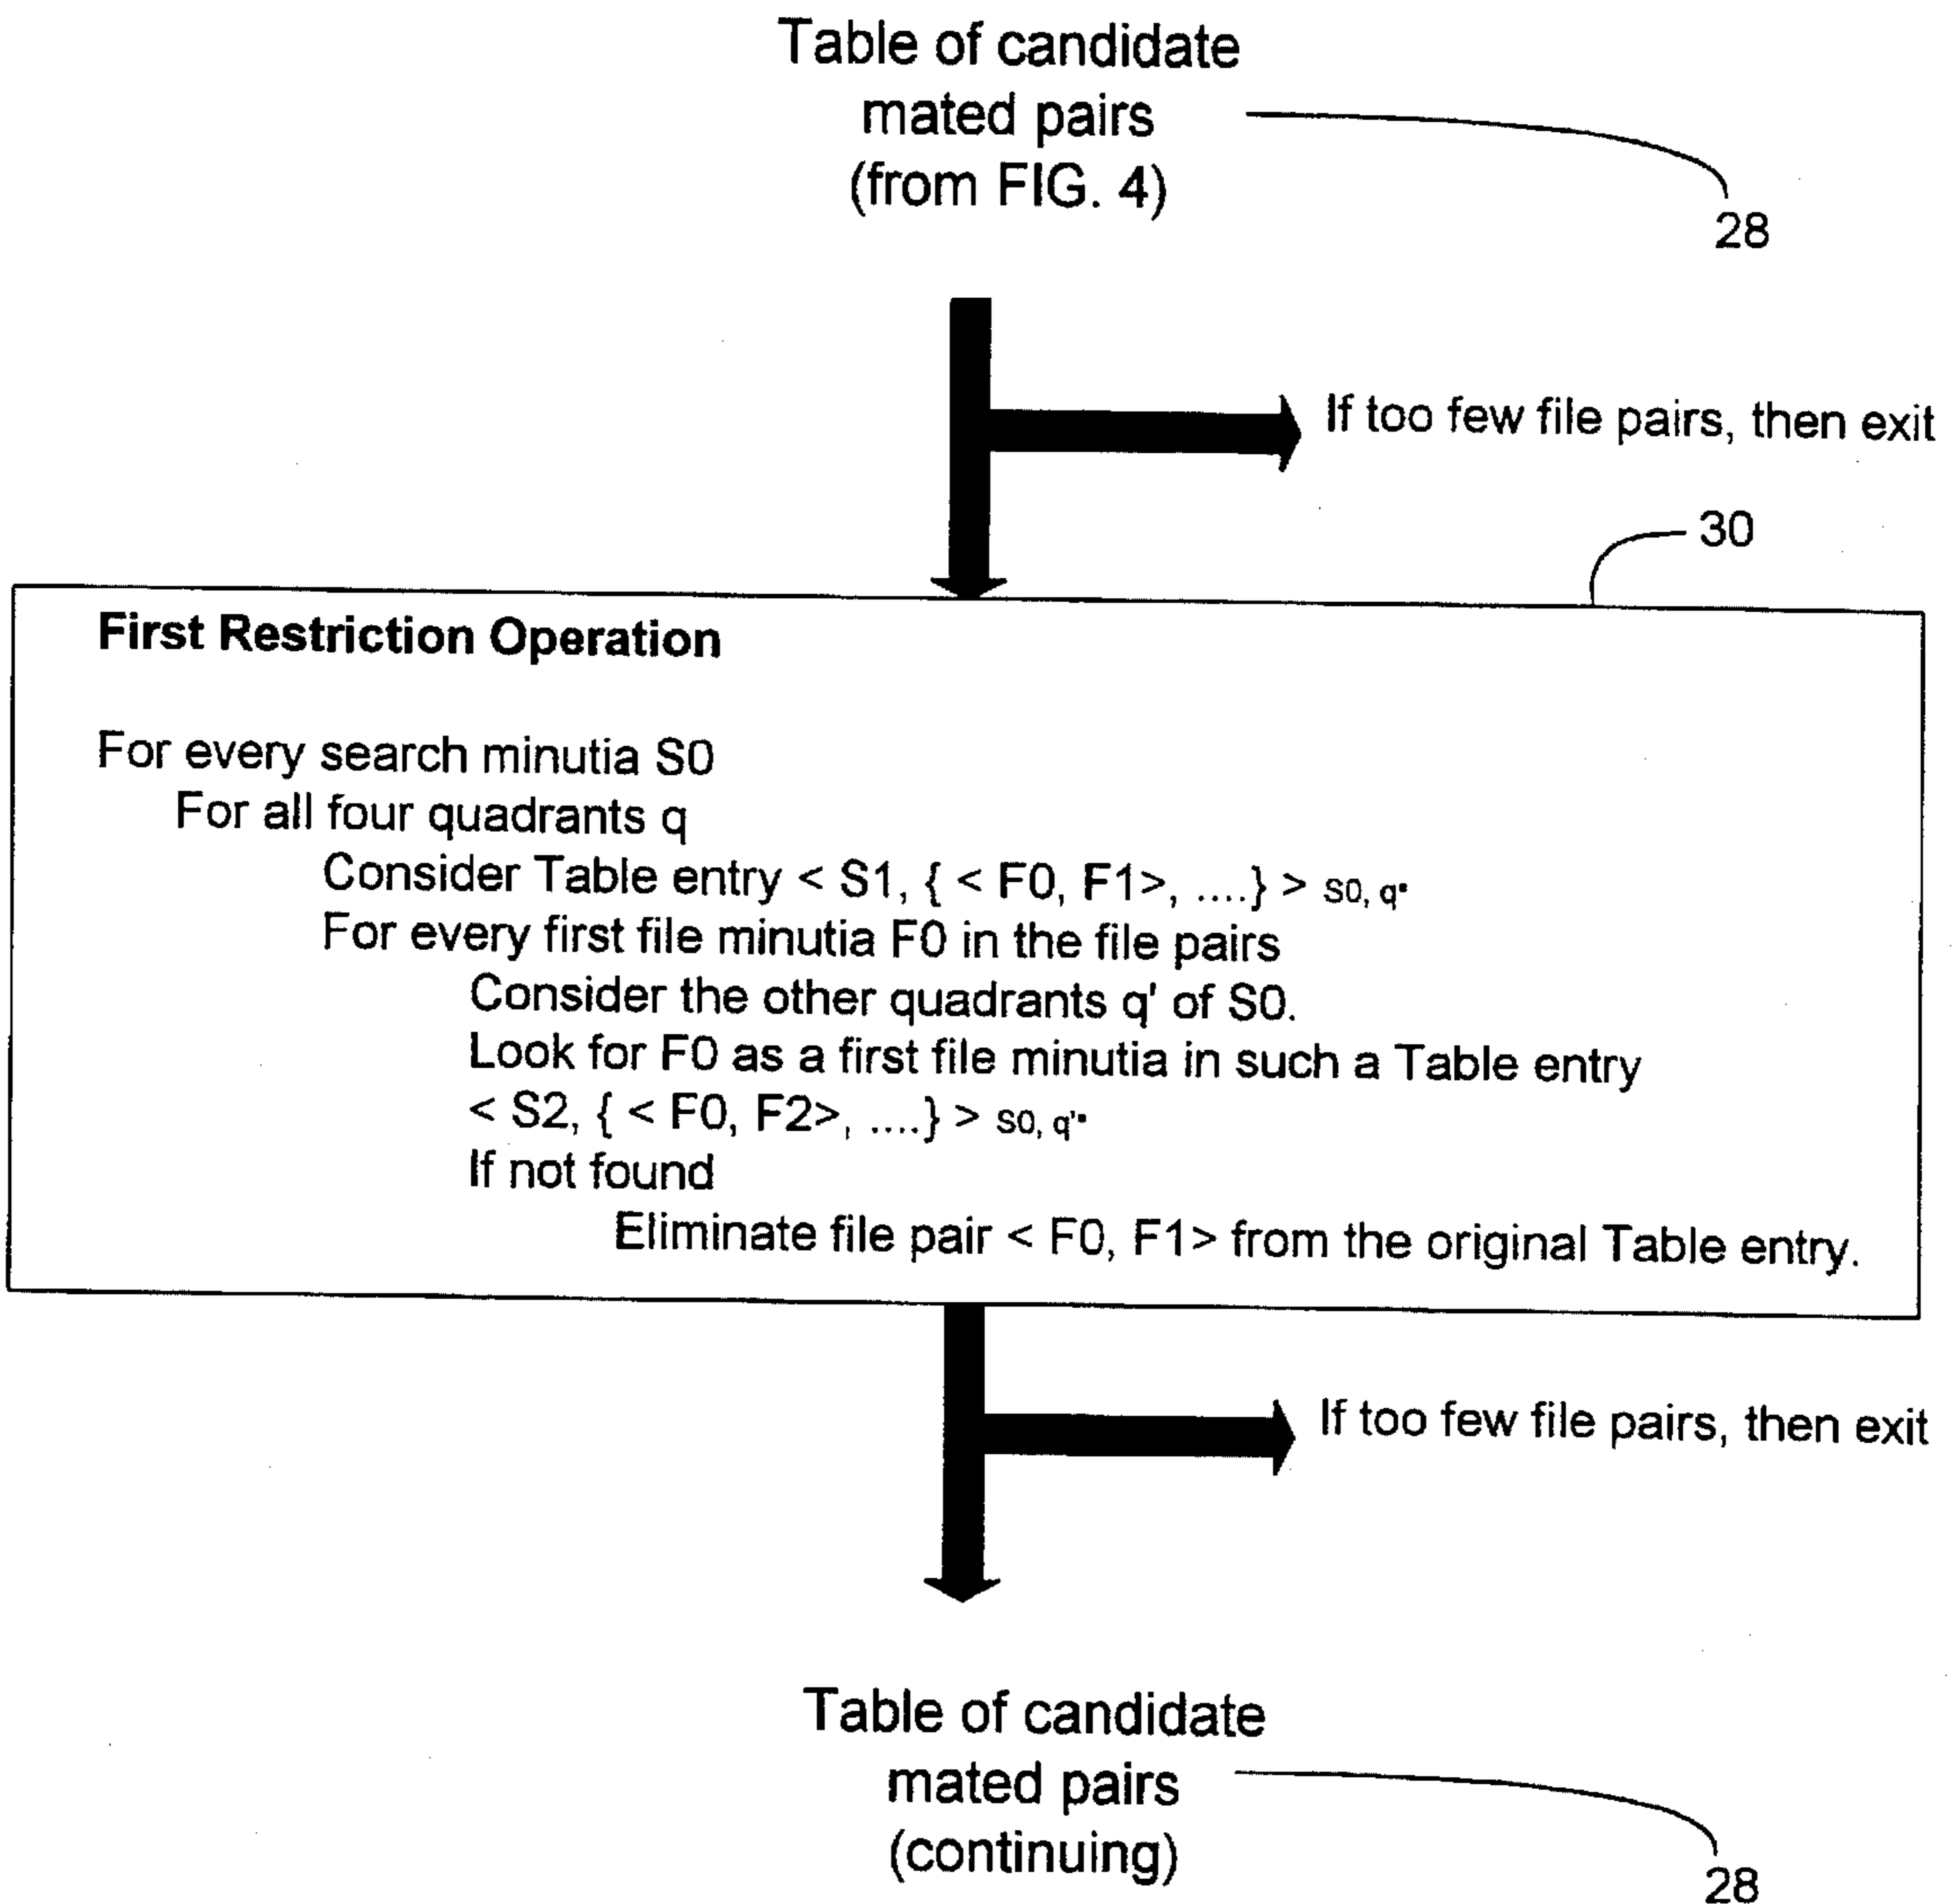 Table of candidate
mated pairs
(from FIG. 4)
28
If too few file pairs, then exit
30
First Restriction Operation
For every search minutia S0
For all four quadrants q
Consider Table entry < S1, { < F0, F1>, ....} > S0, q.
For every first file minutia F0 in the file pairs
Consider the other quadrants q' of S0.
Look for F0 as a first file minutia in such a Table entry
< S2, { < F0, F2>, ....} > S0, q'.
If not found
Eliminate file pair < F0, F1> from the original Table entry.
If too few file pairs, then exit
Table of candidate
mated pairs
(continuing)
28